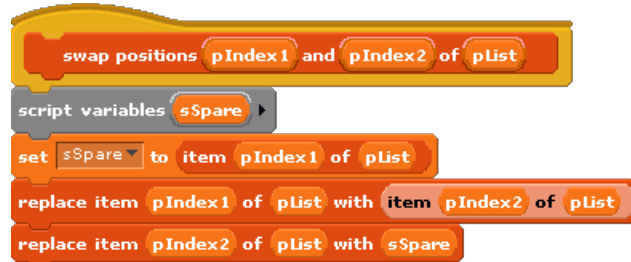 swap positions pIndex1 and pIndex2 of pList
script variables sSpare
set sSpare to item pIndex1 of pList
replace item pIndex1 of pList with item pIndex2 of pList
replace item pIndex2 of pList with sSpare